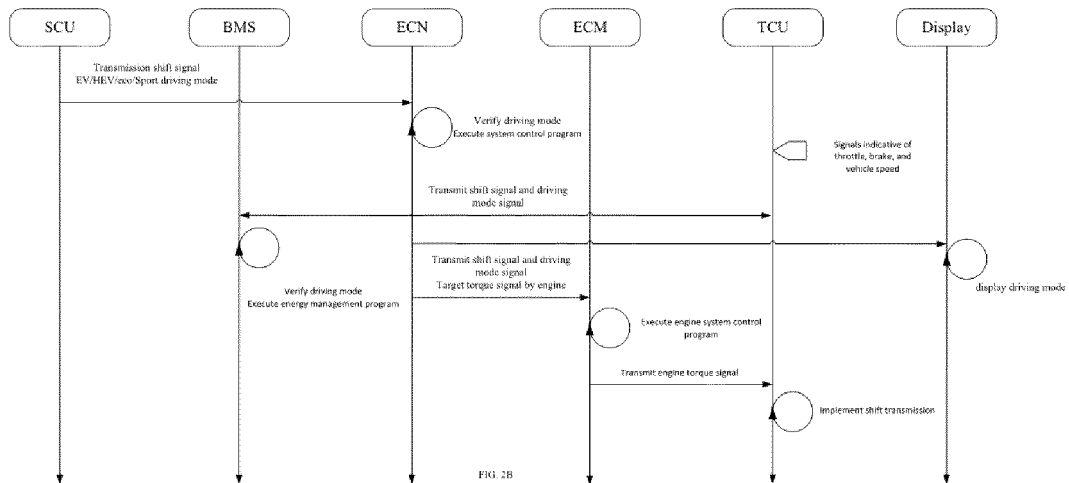 SCU
BMS
ECN
ECM
TCU
Display
Transmission shift signal
EV/HEV/eco/Sport driving mode
Verify driving mode
Execute system control program
Signals indicative of
throttle, brake, and
vehicle speed
Transmit shift signal and driving
mode signal
Transmit shift signal and driving
mode signal
Target torque signal by engine
Verify driving mode
Execute energy management program
display driving mode
Execute engine system control
program
Transmit engine torque signal
Implement shift transmission
FIG. 2B